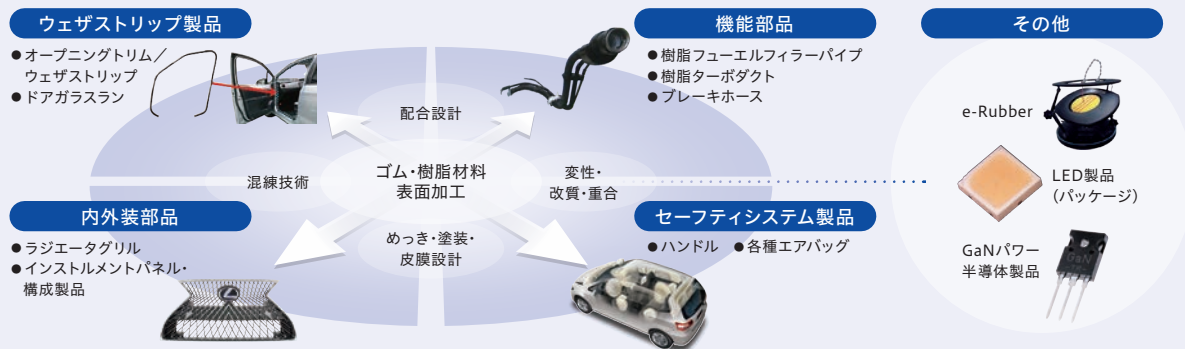 ウェザストリップ製品
●オープニングトリム／
ウェザストリップ
●ドアガラスラン
機能部品
●樹脂フューエルフィラーパイプ
●樹脂ターボダクト
●ブレーキホース
その他
e-Rubber
LED製品
（パッケージ）
GaNパワー
半導体製品
GaN
配合設計
混練技術
ゴム・樹脂材料
表面加工
変性・
改質・重合
めっき・塗装・
皮膜設計
内外装部品
●ラジエータグリル
●インストルメントパネル・
構成製品
セーフティシステム製品
●ハンドル ●各種エアバッグ